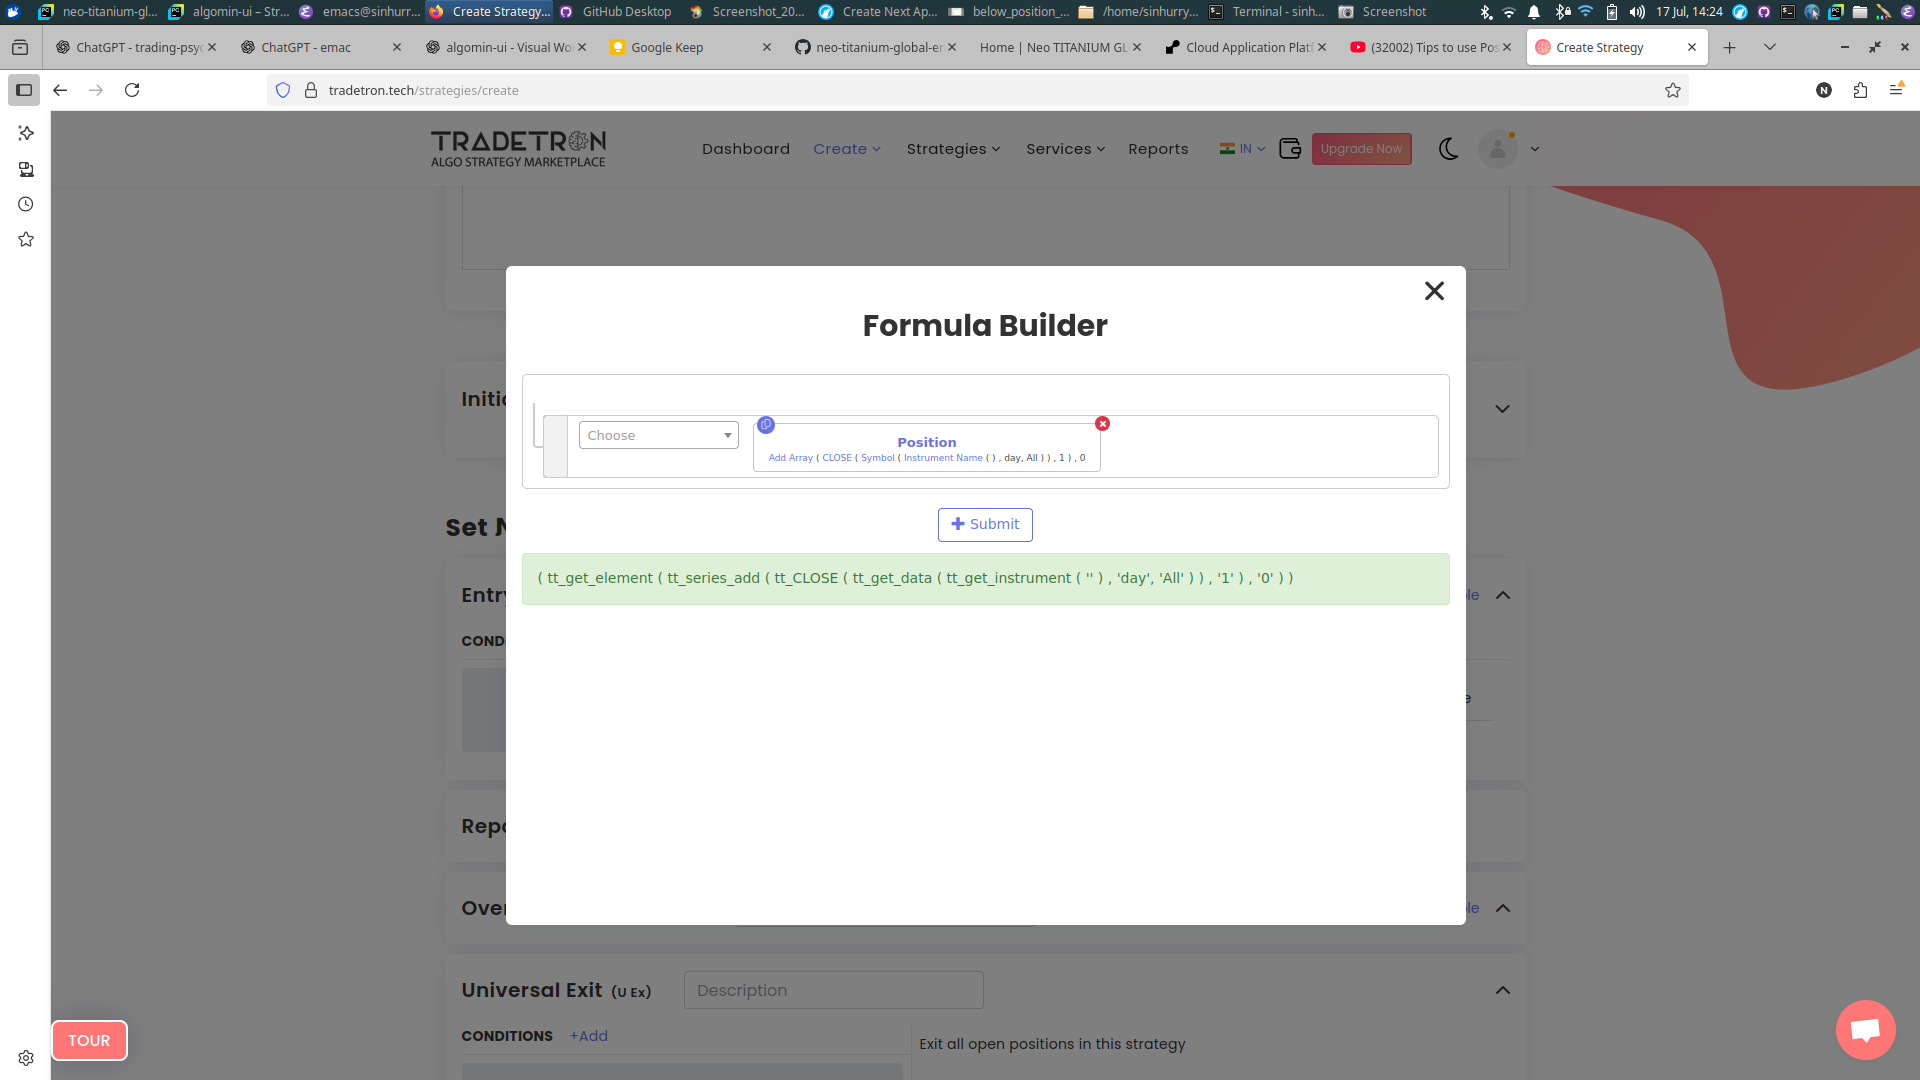 neo-titanium-gl...
algomin-ui – Str...
emacs@sinhurr...
Create Strategy...
GitHub Desktop
Screenshot_20...
Create Next Ap...
below_position_...
/home/sinhurry...
Terminal - sinh...
Screenshot
17 Jul, 14:24
ChatGPT - trading-psyc
ChatGPT - emac
algomin-ui - Visual Wo
Google Keep
neo-titanium-global-er
Home | Neo TITANIUM GL
Cloud Application Platf
(32002) Tips to use Pos
Create Strategy
tradetron.tech/strategies/create
N
TRADETRON
ALGO STRATEGY MARKETPLACE
Dashboard
Create
Strategies
Services
Reports
IN
Upgrade Now
Formula Builder
Choose
Position
Add Array ( CLOSE ( Symbol ( Instrument Name ( ) , day, All ) ) , 1 ) , 0
Submit
( tt_get_element ( tt_series_add ( tt_CLOSE ( tt_get_data ( tt_get_instrument ( '' ) , 'day', 'All' ) ) , '1' ) , '0' ) )
Initi
Set
Entry
le
COND
e
Repo
Over
le
Universal Exit (U Ex)
Description
CONDITIONS
+Add
Exit all open positions in this strategy
TOUR